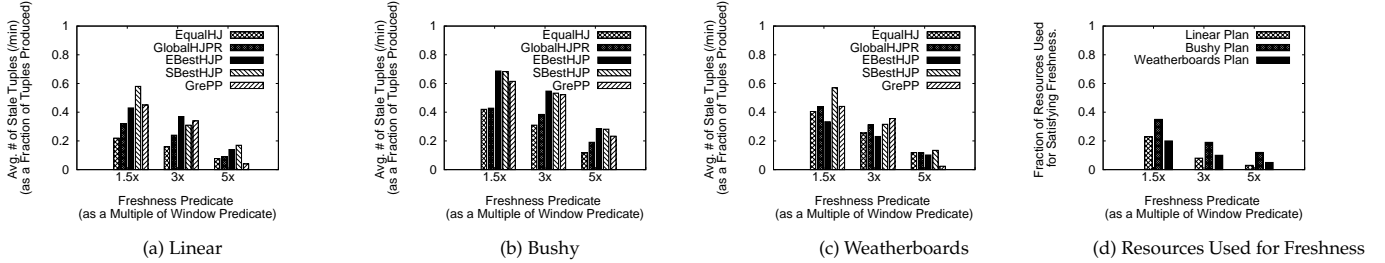 Avg. # of Stale Tuples (/min)
(as a Fraction of Tuples Produced)
1
0.8
0.6
0.4
0.2
0
EqualHJ
GlobalHJPR
EBestHJP
SBestHJP
GrePP
1.5x 3x 5x
Freshness Predicate
(as a Multiple of Window Predicate)
(a) Linear
Avg. # of Stale Tuples (/min)
(as a Fraction of Tuples Produced)
1
0.8
0.6
0.4
0.2
0
EqualHJ
GlobalHJPR
EBestHJP
SBestHJP
GrePP
1.5x 3x 5x
Freshness Predicate
(as a Multiple of Window Predicate)
(b) Bushy
Avg. # of Stale Tuples (/min)
(as a Fraction of Tuples Produced)
1
0.8
0.6
0.4
0.2
0
EqualHJ
GlobalHJPR
EBestHJP
SBestHJP
GrePP
1.5x 3x 5x
Freshness Predicate
(as a Multiple of Window Predicate)
(c) Weatherboards
Fraction of Resources Used
for Satisfying Freshness.
1
0.8
0.6
0.4
0.2
0
Linear Plan
Bushy Plan
Weatherboards Plan
1.5x 3x 5x
Freshness Predicate
(as a Multiple of Window Predicate)
(d) Resources Used for Freshness